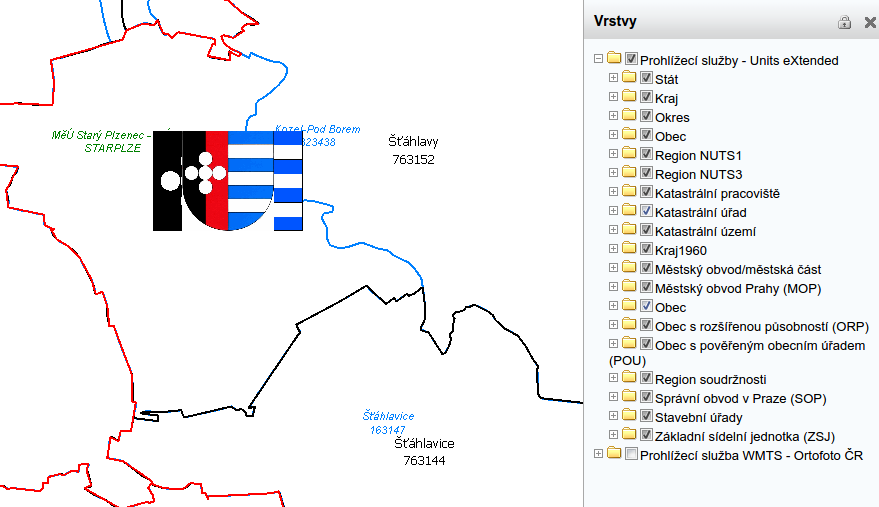 MěÚ Starý Plzenec -
STARPLZE
Kozel-Pod Borem
323438
Šťáhlavy
763152
Šťáhlavice
163147
Šťáhlavice
763144
Vrstvy
Prohlížecí služby - Units eXtended
Stát
Kraj
Okres
Obec
Region NUTS1
Region NUTS3
Katastrální pracoviště
Katastrální úřad
Katastrální území
Kraj1960
Městský obvod/městská část
Městský obvod Prahy (MOP)
Obec
Obec s rozšířenou působností (ORP)
Obec s pověřeným obecním úřadem
(POU)
Region soudržnosti
Správní obvod v Praze (SOP)
Stavební úřady
Základní sídelní jednotka (ZSJ)
Prohlížecí služba WMTS - Ortofoto ČR